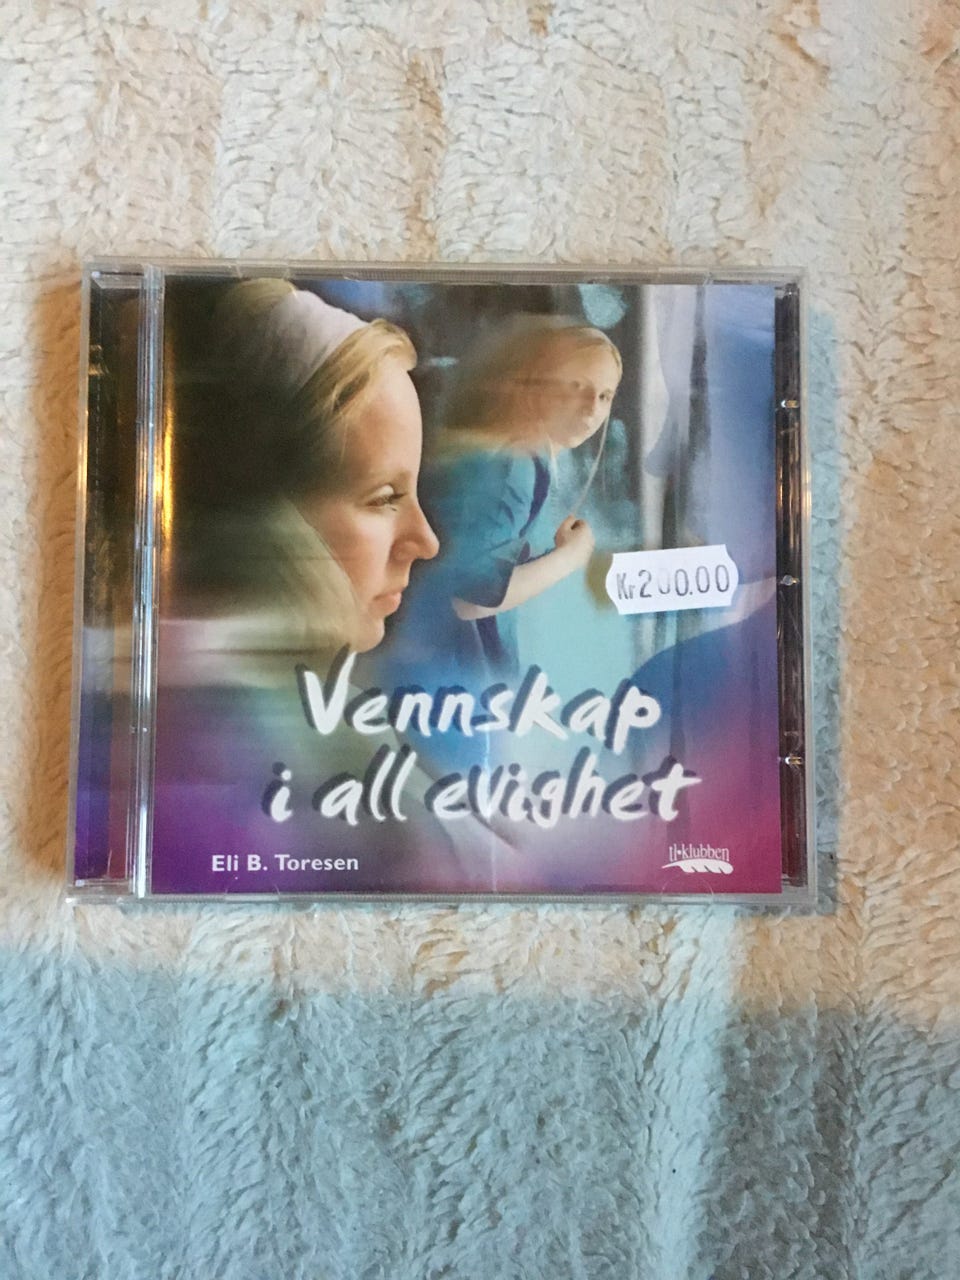 Kr200.00
Vennskap
i all evighet
Eli B. Toresen
tl•klubben